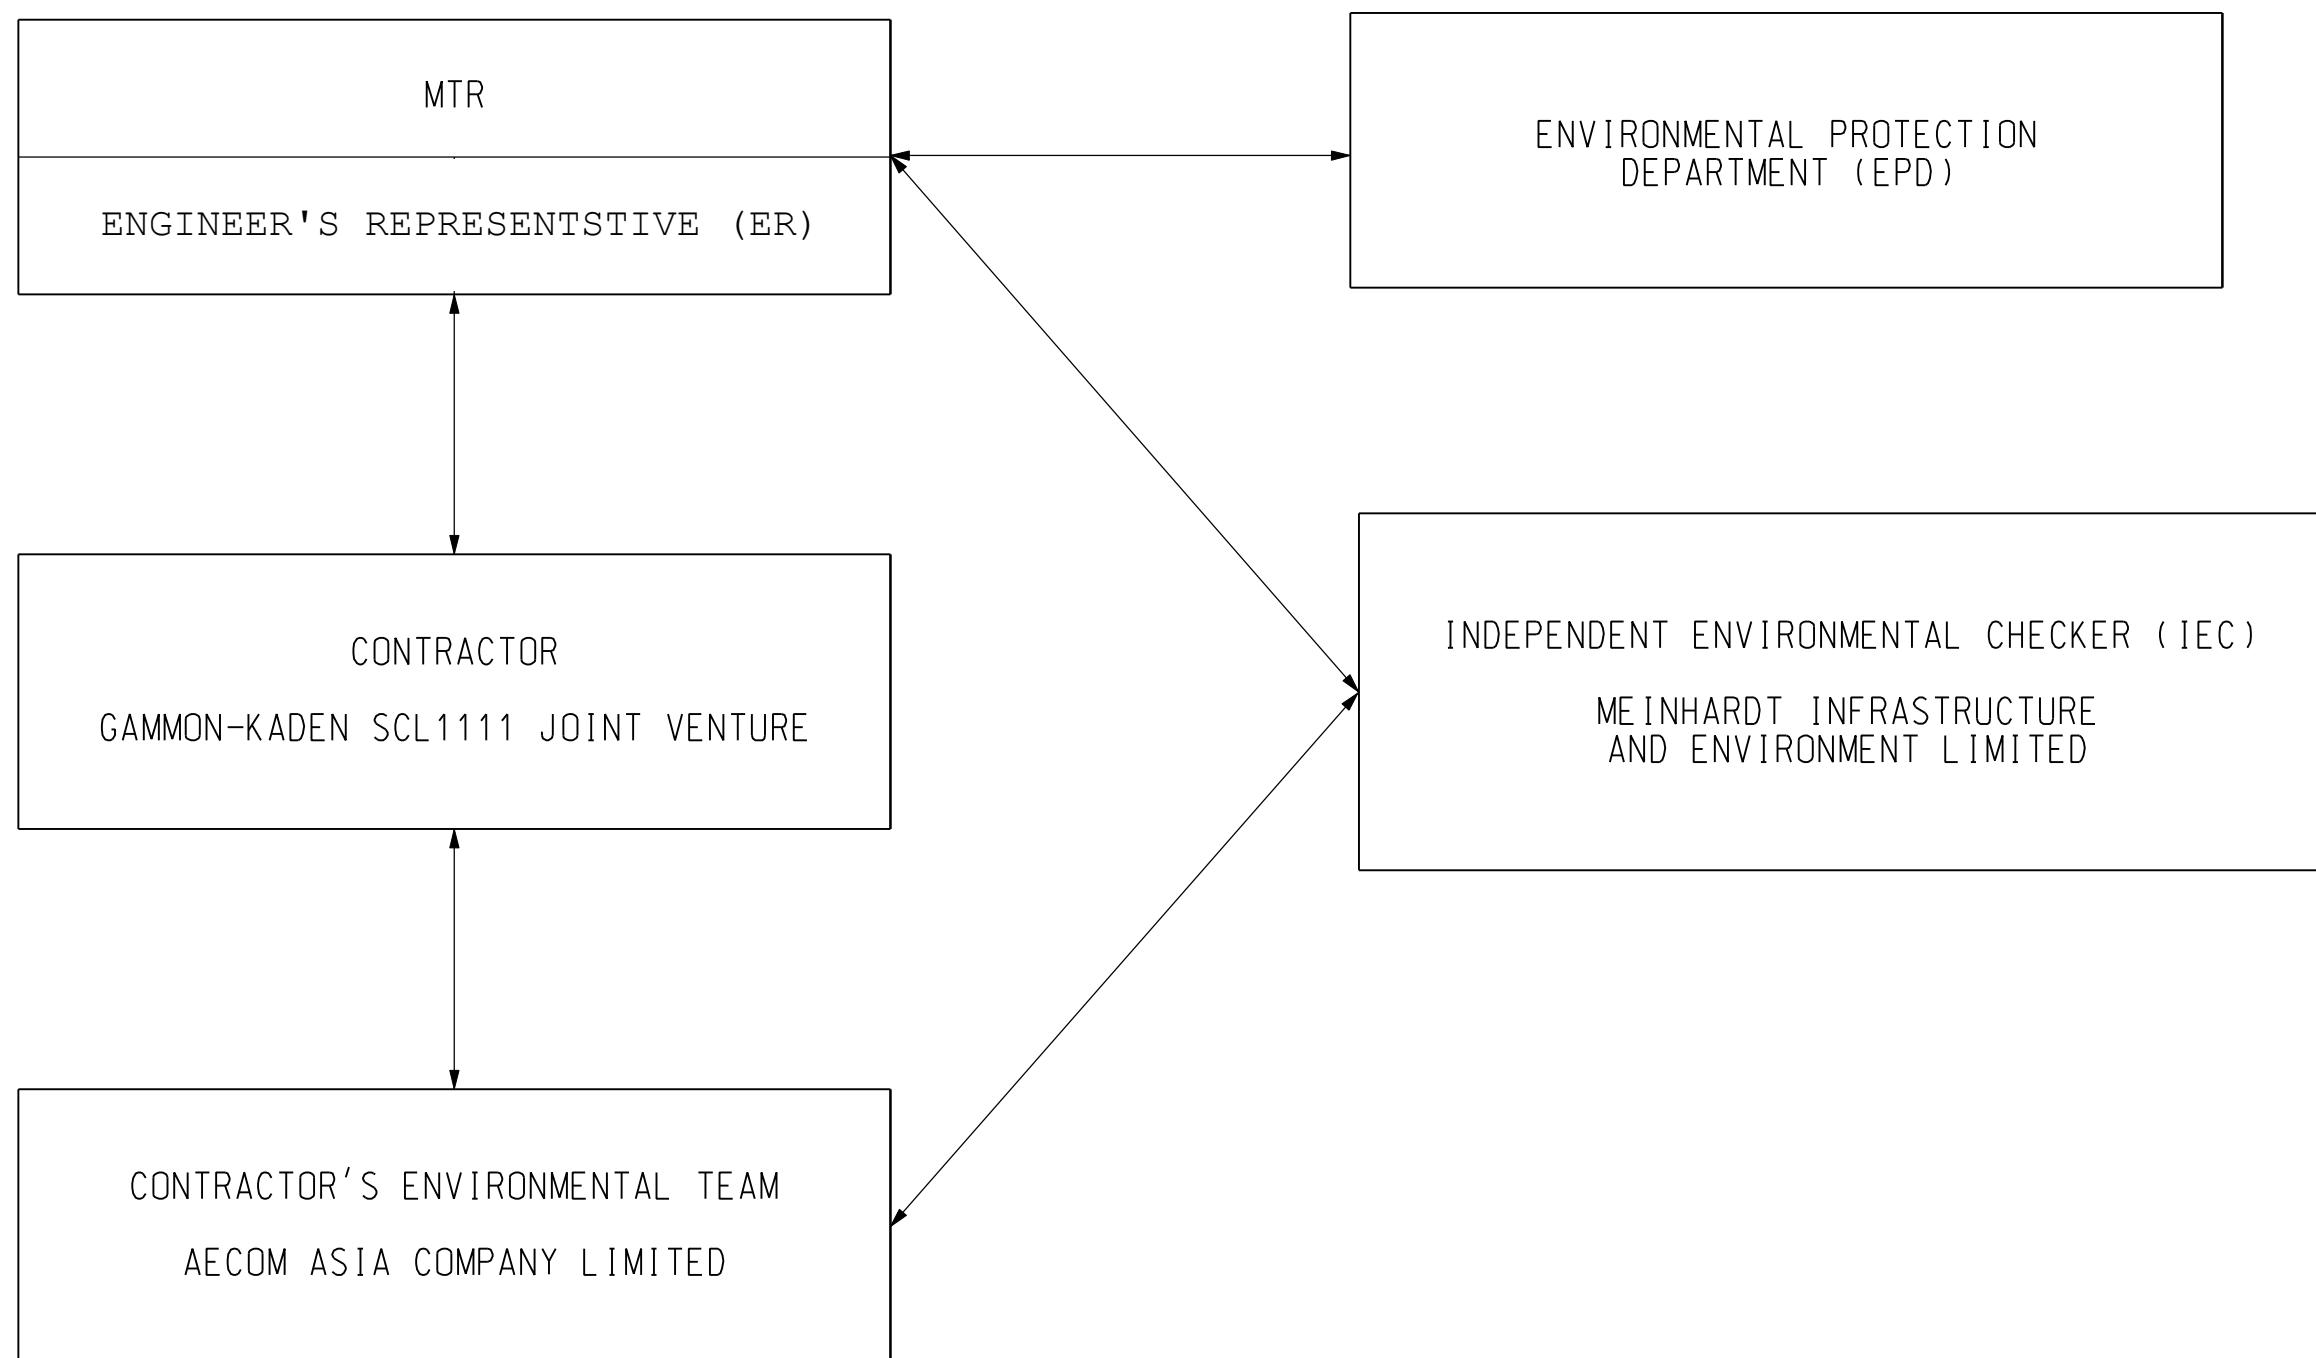 MTR
ENGINEER'S REPRESENTSTIVE (ER)
ENVIRONMENTAL PROTECTION
DEPARTMENT (EPD)
CONTRACTOR
GAMMON-KADEN SCL1111 JOINT VENTURE
INDEPENDENT ENVIRONMENTAL CHECKER (IEC)
MEINHARDT INFRASTRUCTURE
AND ENVIRONMENT LIMITED
CONTRACTOR'S ENVIRONMENTAL TEAM
AECOM ASIA COMPANY LIMITED